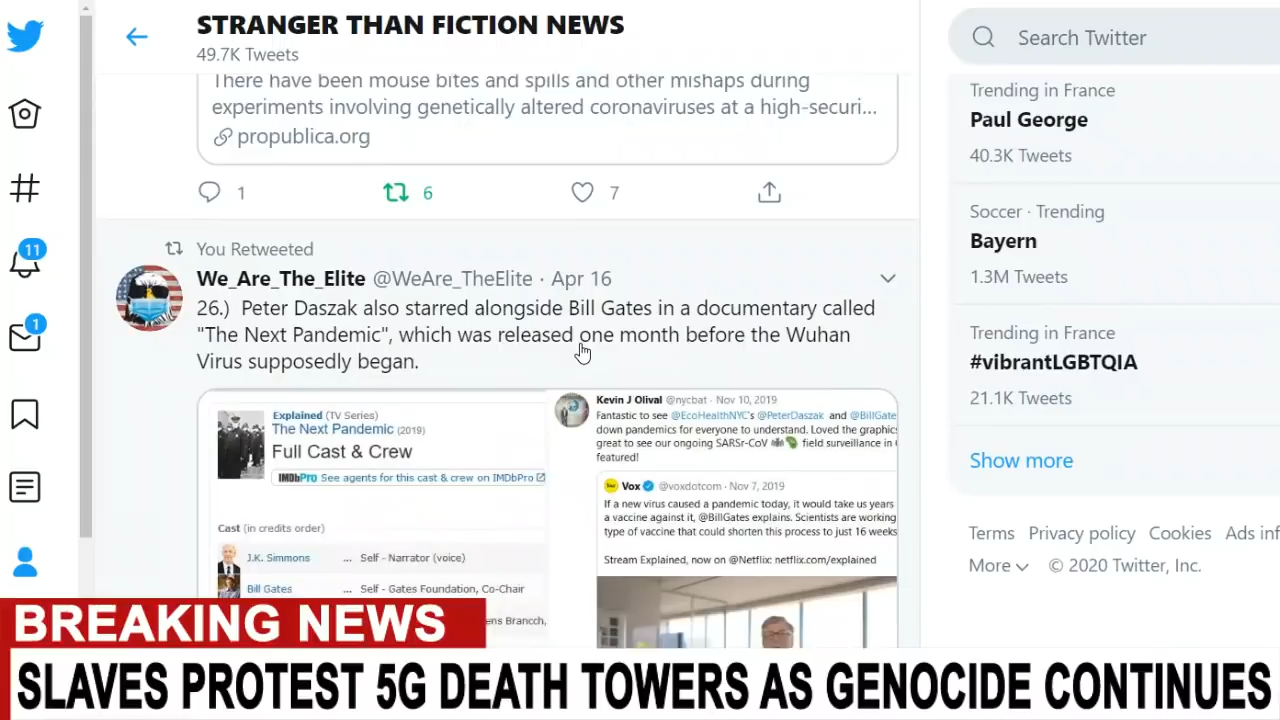 STRANGER THAN FICTION NEWS
49.7K Tweets
There have been mouse bites and spills and other mishaps during
experiments involving genetically altered coronaviruses at a high-securi...
propublica.org
1
6
7
You Retweeted
We_Are_The_Elite @WeAre_TheElite · Apr 16
26.) Peter Daszak also starred alongside Bill Gates in a documentary called
"The Next Pandemic", which was released one month before the Wuhan
Virus supposedly began.
Explained (TV Series)
The Next Pandemic (2019)
Full Cast & Crew
IMDbPro See agents for this cast & crew on IMDbPro
Cast (in credits order)
J.K. Simmons ... Self - Narrator (voice)
Bill Gates ... Self - Gates Foundation, Co-Chair
Kevin J Olival @nycbat · Nov 10, 2019
Fantastic to see @EcoHealthNYC's @PeterDaszak and @BillGate
down pandemics for everyone to understand. Loved the graphics
great to see our ongoing SARSr-CoV field surveillance in
featured!
Vox @voxdotcom · Nov 7, 2019
If a new virus caused a pandemic today, it would take us years
a vaccine against it, @BillGates explains. Scientists are working
type of vaccine that could shorten this process to just 16 weeks
Stream Explained, now on @Netflix: netflix.com/explained
11
1
Search Twitter
Trending in France
Paul George
40.3K Tweets
Soccer · Trending
Bayern
1.3M Tweets
Trending in France
#vibrantLGBTQIA
21.1K Tweets
Show more
Terms Privacy policy Cookies Ads inf
More © 2020 Twitter, Inc.
BREAKING NEWS
SLAVES PROTEST 5G DEATH TOWERS AS GENOCIDE CONTINUES